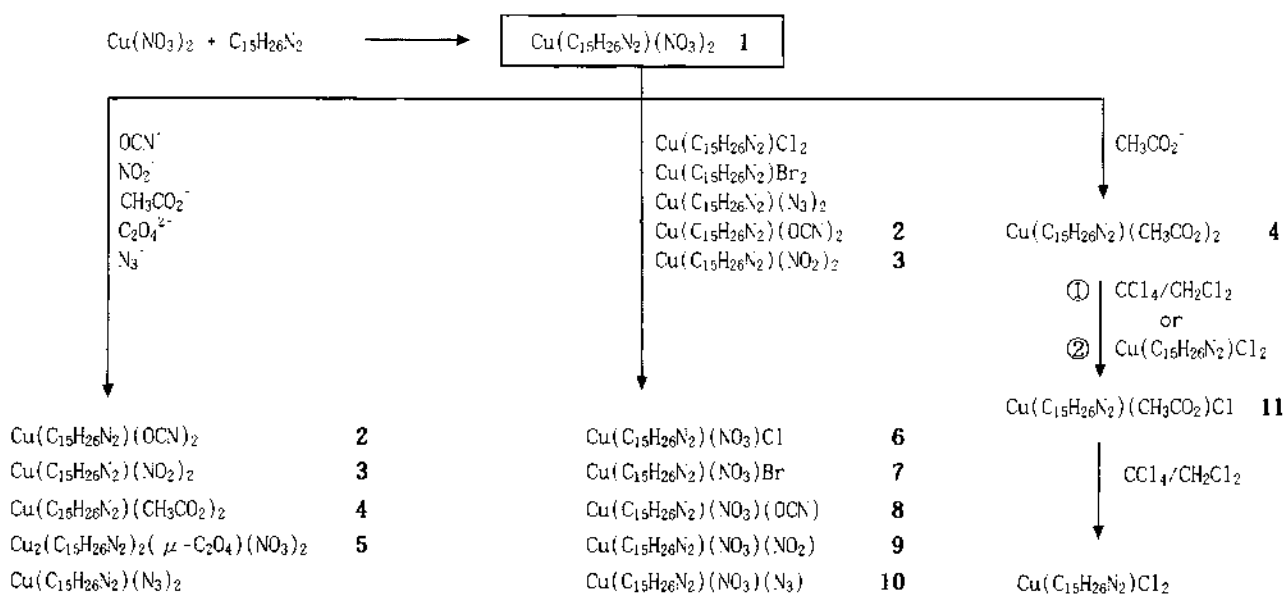 Cu(NO₃)₂ + C₁₅H₂₆N₂
Cu(C₁₅H₂₆N₂)(NO₃)₂ 1
OCN⁻
NO₂⁻
CH₃CO₂⁻
C₂O₄²⁻
N₃⁻
Cu(C₁₅H₂₆N₂)Cl₂
Cu(C₁₅H₂₆N₂)Br₂
Cu(C₁₅H₂₆N₂)(N₃)₂
Cu(C₁₅H₂₆N₂)(OCN)₂ 2
Cu(C₁₅H₂₆N₂)(NO₂)₂ 3
CH₃CO₂⁻
Cu(C₁₅H₂₆N₂)(CH₃CO₂)₂ 4
① CCl₄/CH₂Cl₂
or
② Cu(C₁₅H₂₆N₂)Cl₂
Cu(C₁₅H₂₆N₂)(CH₃CO₂)Cl 11
CCl₄/CH₂Cl₂
Cu(C₁₅H₂₆N₂)Cl₂
Cu(C₁₅H₂₆N₂)(OCN)₂ 2
Cu(C₁₅H₂₆N₂)(NO₂)₂ 3
Cu(C₁₅H₂₆N₂)(CH₃CO₂)₂ 4
Cu₂(C₁₅H₂₆N₂)₂(μ-C₂O₄)(NO₃)₂ 5
Cu(C₁₅H₂₆N₂)(N₃)₂
Cu(C₁₅H₂₆N₂)(NO₃)Cl 6
Cu(C₁₅H₂₆N₂)(NO₃)Br 7
Cu(C₁₅H₂₆N₂)(NO₃)(OCN) 8
Cu(C₁₅H₂₆N₂)(NO₃)(NO₂) 9
Cu(C₁₅H₂₆N₂)(NO₃)(N₃) 10